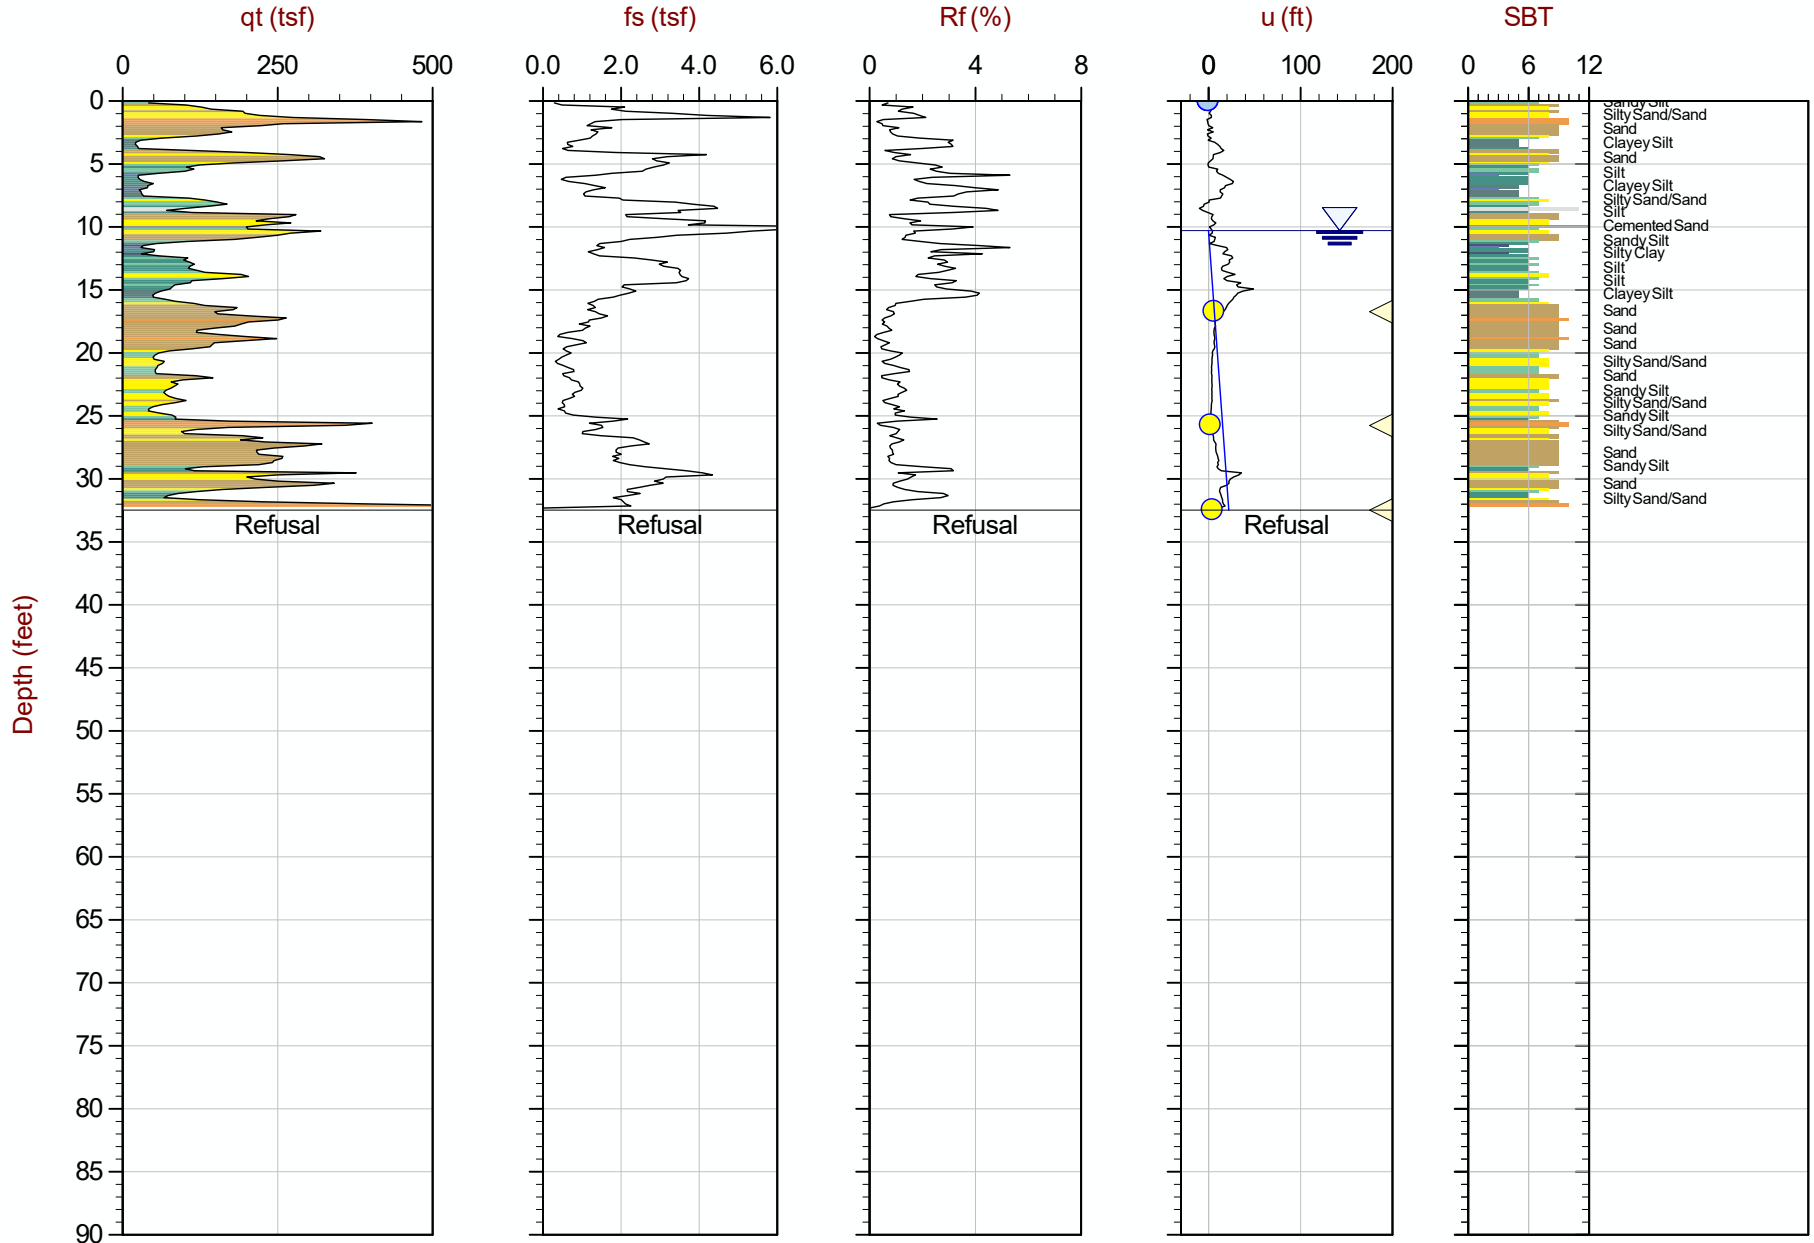 qt (tsf) fs (tsf) Rf (%) u (ft) SBT
0 250 500 0.0 2.0 4.0 6.0 0 4 8 0 100 200 0 6 12
0
Sandy Silt
Silty Sand/Sand
Sand
Clayey Silt
Sand
5
Silt
Clayey Silt
Silty Sand/Sand
Silt
10
Cemented Sand
Sandy Silt
Silty Clay
Silt
15
Silt
Clayey Silt
Sand
Sand
Sand
20
Silty Sand/Sand
Sand
Sandy Silt
Silty Sand/Sand
25
Sandy Silt
Silty Sand/Sand
Sand
Sandy Silt
30
Sand
Silty Sand/Sand
Refusal Refusal Refusal Refusal
35
40
45
50
55
60
65
70
75
80
85
90
Depth (feet)